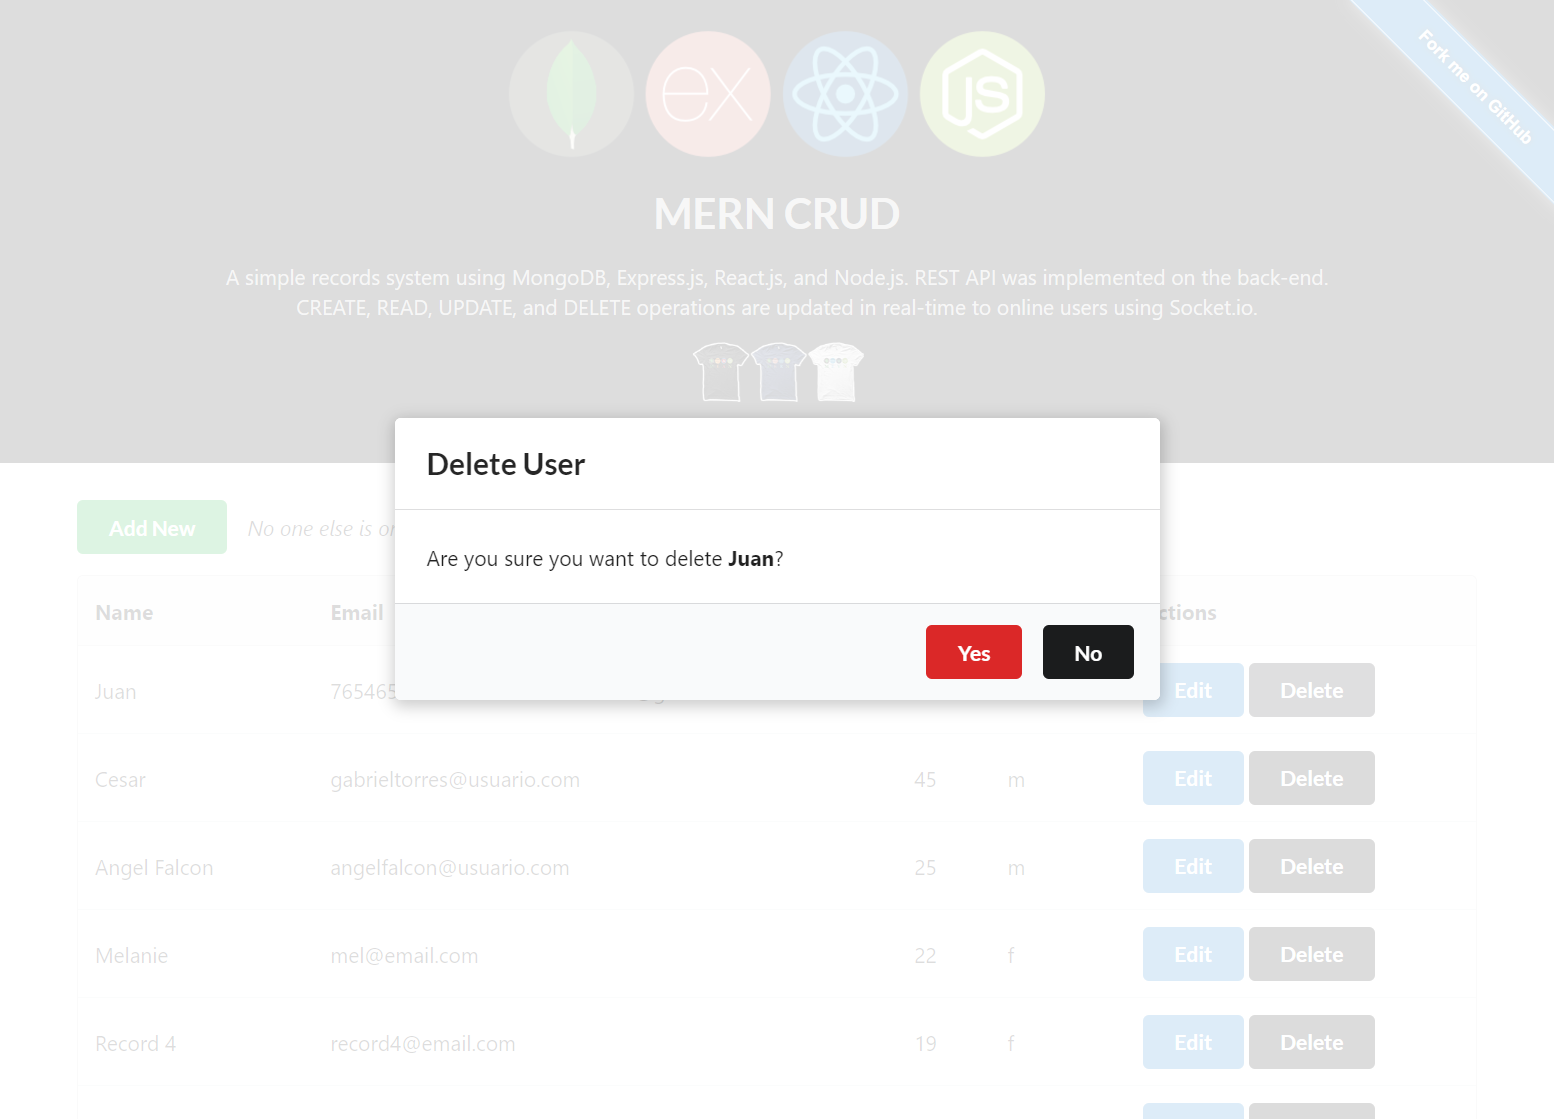 Fork me on GitHub
ex
JS
MERN CRUD
A simple records system using MongoDB, Express.js, React.js, and Node.js. REST API was implemented on the back-end.
CREATE, READ, UPDATE, and DELETE operations are updated in real-time to online users using Socket.io.
Delete User
Are you sure you want to delete Juan?
Yes No
Add New No one else is
Name Email
Juan Edit Delete
Cesar gabrieltorres@usuario.com 45 m Edit Delete
Angel Falcon angelfalcon@usuario.com 25 m Edit Delete
Melanie mel@email.com 22 f Edit Delete
Record 4 record4@email.com 19 f Edit Delete